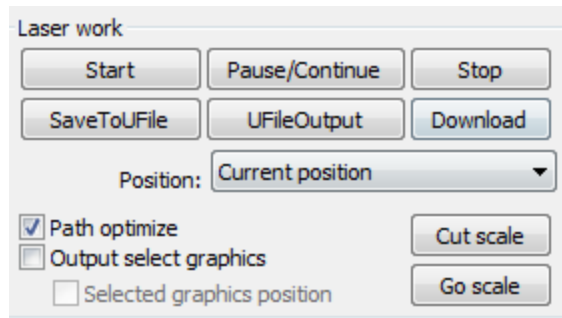 Laser work
Start Pause/Continue Stop
SaveToUFile UFileOutput Download
Position: Current position
Path optimize Cut scale
Output select graphics
Selected graphics position Go scale